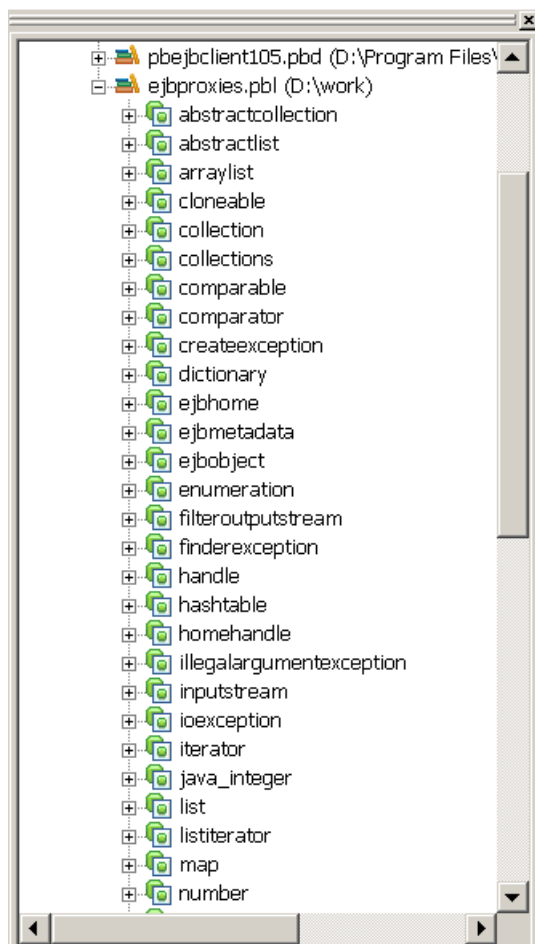 pbejbclient105.pbd (D:\Program Files\
ejbproxies.pbl (D:\work)
abstractcollection
abstractlist
arraylist
cloneable
collection
collections
comparable
comparator
createexception
dictionary
ejbhome
ejbmetadata
ejbobject
enumeration
filteroutputstream
finderexception
handle
hashtable
homehandle
illegalargumentexception
inputstream
ioexception
iterator
java_integer
list
listiterator
map
number